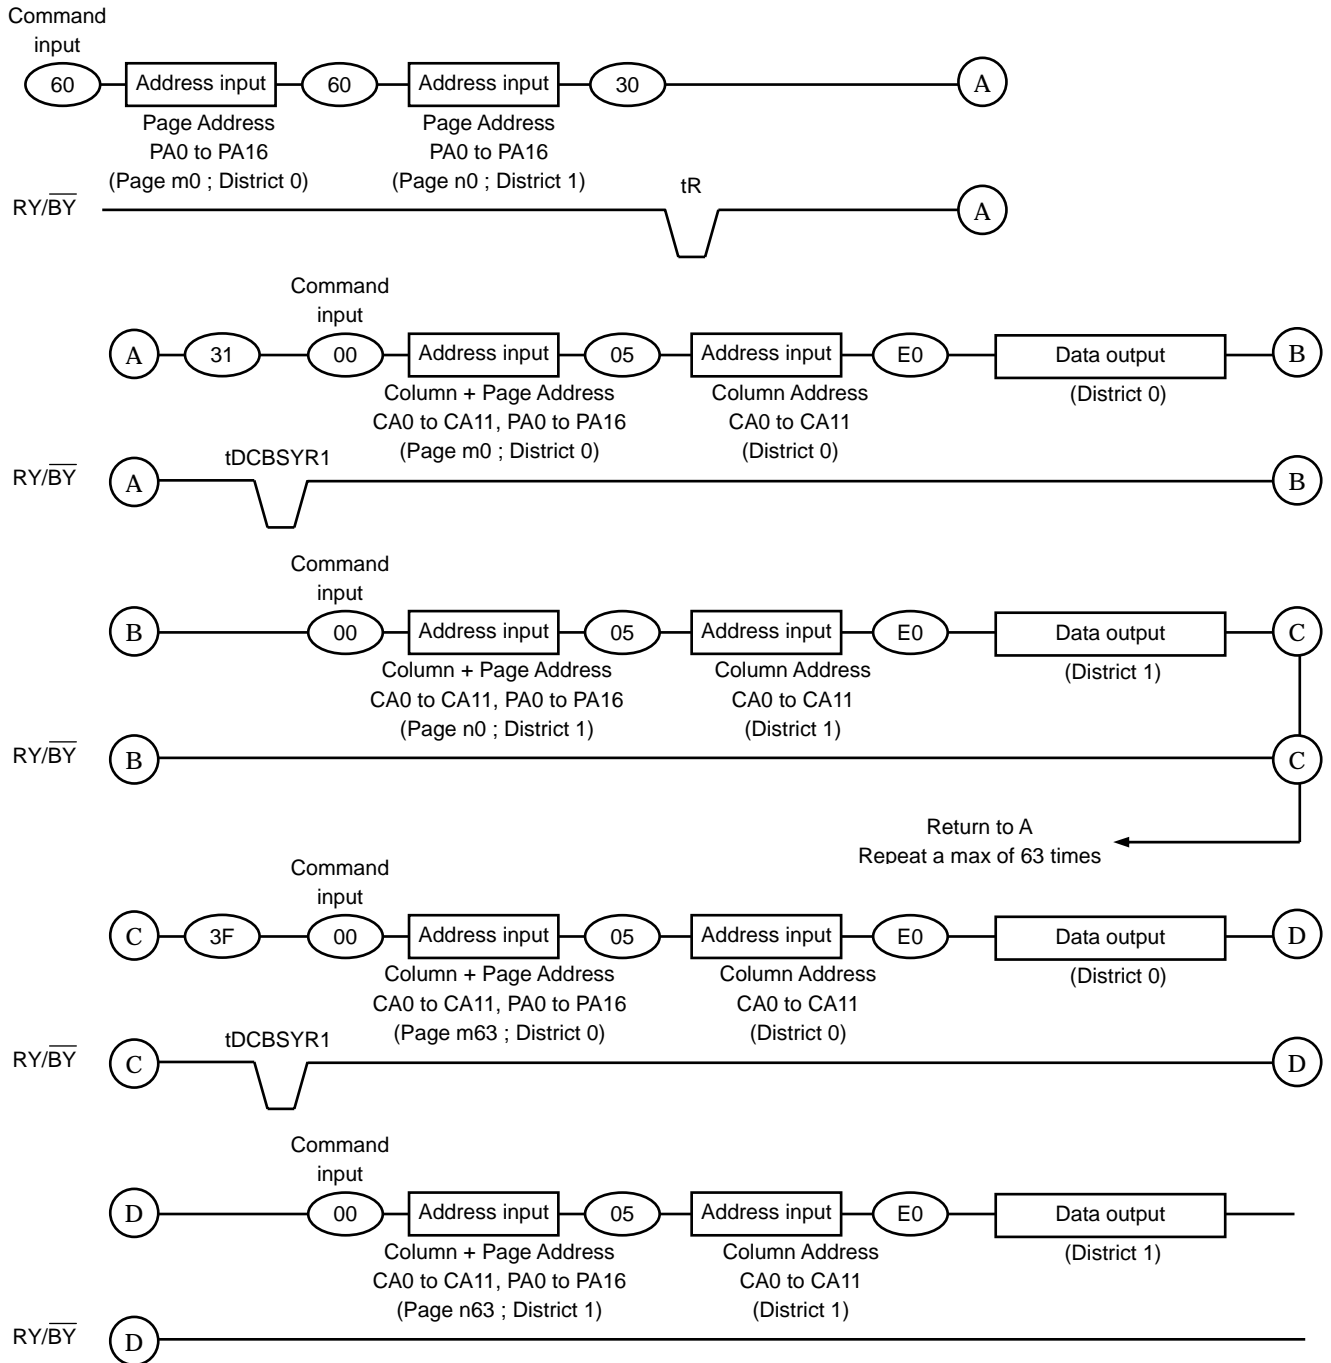 Command
input
60 Address input 60 Address input 30 A
Page Address Page Address
PA0 to PA16 PA0 to PA16
(Page m0 ; District 0) (Page n0 ; District 1)
tR
RY/BY A
Command
input
A 31 00 Address input 05 Address input E0 Data output B
Column + Page Address Column Address (District 0)
CA0 to CA11, PA0 to PA16 CA0 to CA11
(Page m0 ; District 0) (District 0)
tDCBSYR1
RY/BY A B
Command
input
B 00 Address input 05 Address input E0 Data output C
Column + Page Address Column Address (District 1)
CA0 to CA11, PA0 to PA16 CA0 to CA11
(Page n0 ; District 1) (District 1)
RY/BY B C
Return to A
Repeat a max of 63 times
Command
input
C 3F 00 Address input 05 Address input E0 Data output D
Column + Page Address Column Address (District 0)
CA0 to CA11, PA0 to PA16 CA0 to CA11
(Page m63 ; District 0) (District 0)
tDCBSYR1
RY/BY C D
Command
input
D 00 Address input 05 Address input E0 Data output
Column + Page Address Column Address (District 1)
CA0 to CA11, PA0 to PA16 CA0 to CA11
(Page n63 ; District 1) (District 1)
RY/BY D